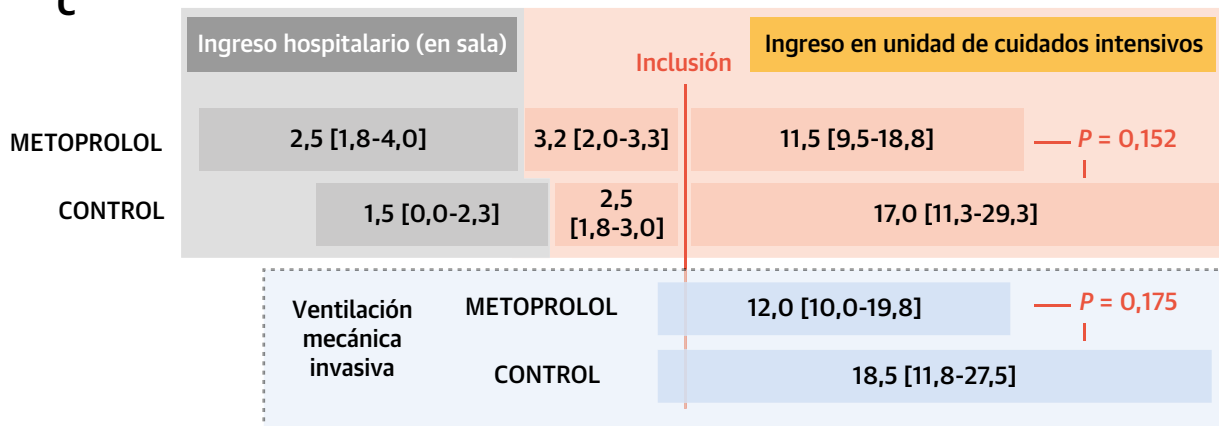 C
Ingreso hospitalario (en sala)
Ingreso en unidad de cuidados intensivos
Inclusión
METOPROLOL
2,5 [1,8-4,0]
3,2 [2,0-3,3]
11,5 [9,5-18,8]
P = 0,152
CONTROL
1,5 [0,0-2,3]
2,5
[1,8-3,0]
17,0 [11,3-29,3]
Ventilación
mecánica
invasiva
METOPROLOL
12,0 [10,0-19,8]
P = 0,175
CONTROL
18,5 [11,8-27,5]